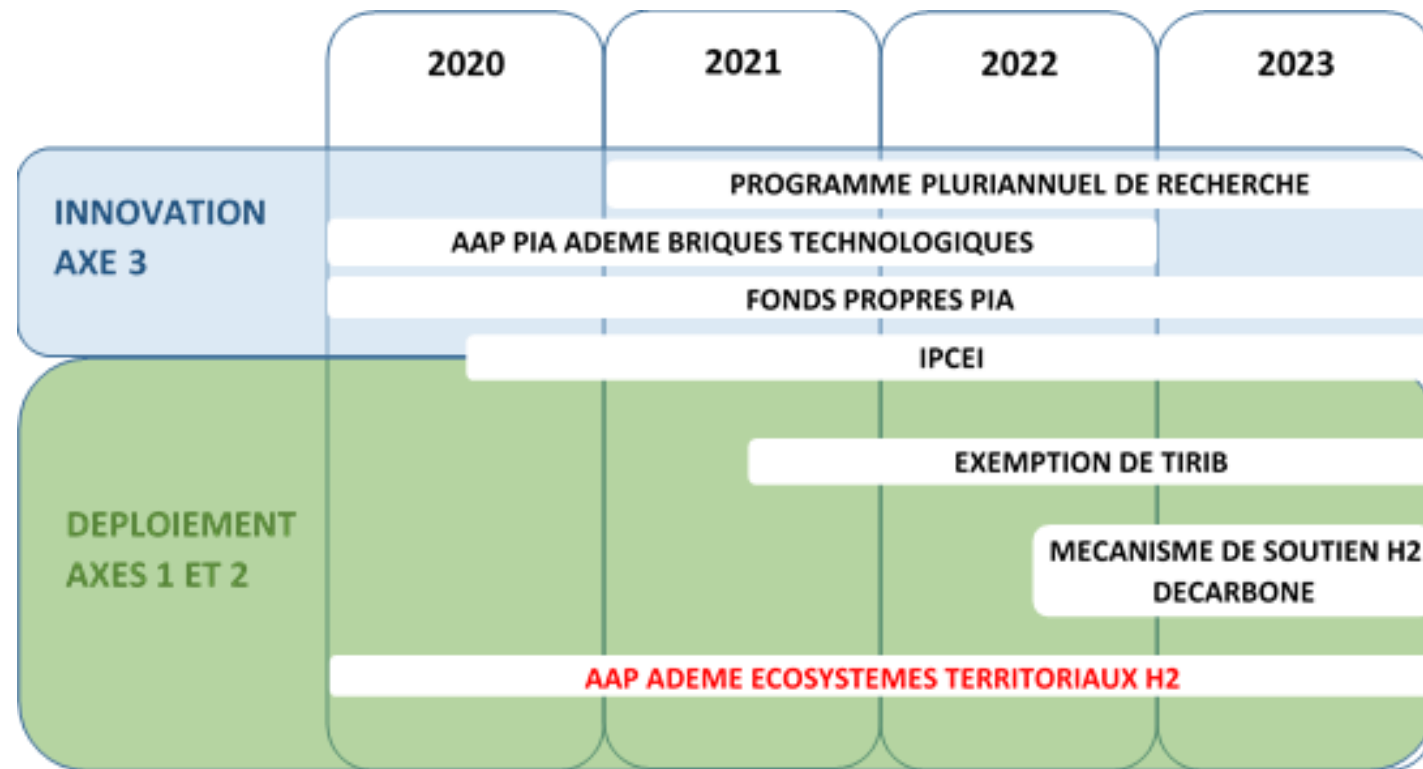 2020 2021 2022 2023
INNOVATION
AXE 3
PROGRAMME PLURIANNUEL DE RECHERCHE
AAP PIA ADEME BRIQUES TECHNOLOGIQUES
FONDS PROPRES PIA
IPCEI
EXEMPTION DE TIRIB
DEPLOIEMENT
AXES 1 ET 2
MECANISME DE SOUTIEN H2
DECARBONE
AAP ADEME ECOSYSTEMES TERRITORIAUX H2